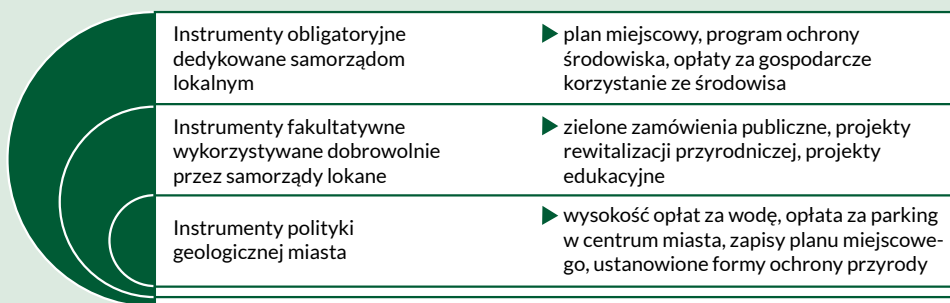 Instrumenty obligatoryjne
dedykowane samorządom
lokalnym
plan miejscowy, program ochrony
środowiska, opłaty za gospodarcze
korzystanie ze środowisa
Instrumenty fakultatywne
wykorzystywane dobrowolnie
przez samorządy lokane
zielone zamówienia publiczne, projekty
rewitalizacji przyrodniczej, projekty
edukacyjne
Instrumenty polityki
geologicznej miasta
wysokość opłat za wodę, opłata za parking
w centrum miasta, zapisy planu miejscowe-
go, ustanowione formy ochrony przyrody